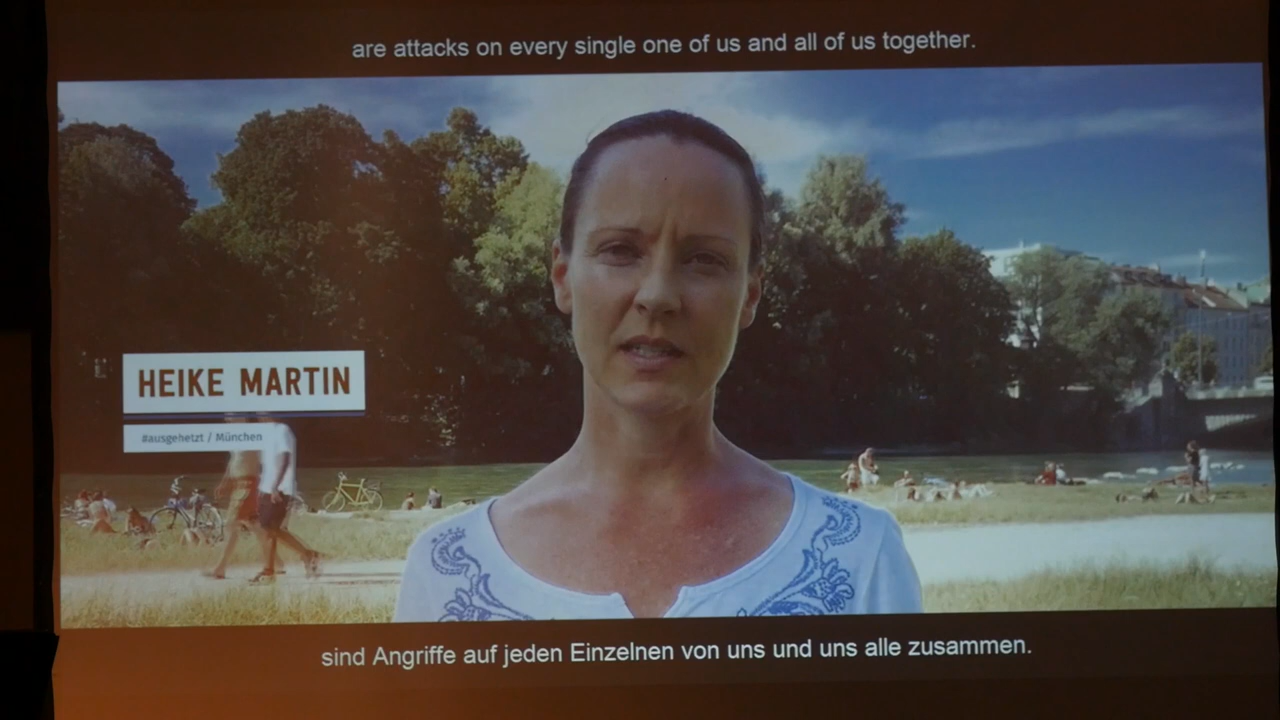 are attacks on every single one of us and all of us together.
HEIKE MARTIN
#ausgehetzt / München
sind Angriffe auf jeden Einzelnen von uns und uns alle zusammen.